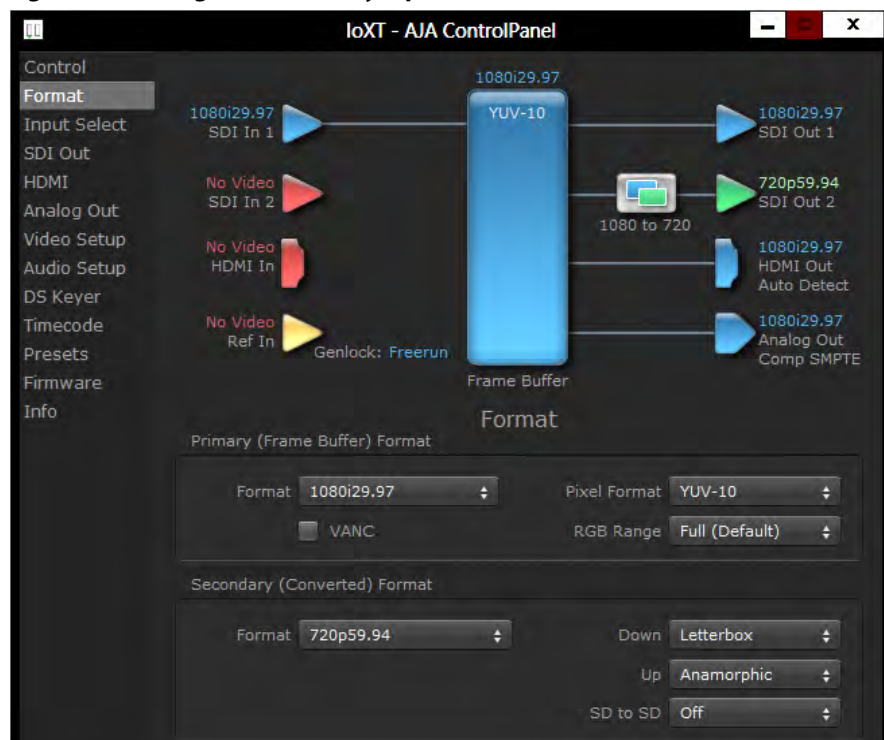 IoXT - AJA ControlPanel
X
Control
Format
Input Select
SDI Out
HDMI
Analog Out
Video Setup
Audio Setup
DS Keyer
Timecode
Presets
Firmware
Info
1080i29.97
YUV-10
1080i29.97
SDI In 1
No Video
SDI In 2
No Video
HDMI In
No Video
Ref In
Genlock: Freerun
Frame Buffer
1080 to 720
1080i29.97
SDI Out 1
720p59.94
SDI Out 2
1080i29.97
HDMI Out
Auto Detect
1080i29.97
Analog Out
Comp SMPTE
Format
Primary (Frame Buffer) Format
Format 1080i29.97
Pixel Format YUV-10
VANC
RGB Range Full (Default)
Secondary (Converted) Format
Format 720p59.94
Down Letterbox
Up Anamorphic
SD to SD Off